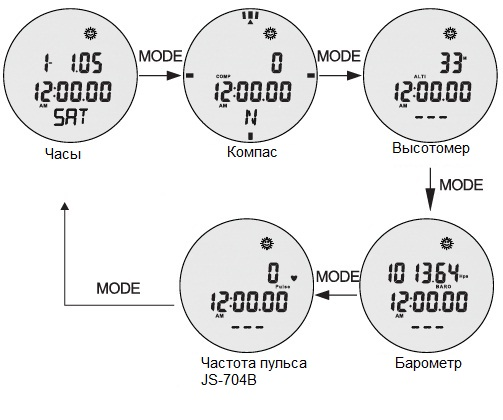 1- 1.05
12:00.00
AM
SAT
Часы
MODE
0
COMP
12:00.00
AM
N
Компас
MODE
33 M
ALTI
12:00.00
AM
---
Высотомер
MODE
1013.64 Hpa
BARO
12:00.00
AM
---
Барометр
MODE
0
Pulse
12:00.00
AM
---
Частота пульса
JS-704B
MODE